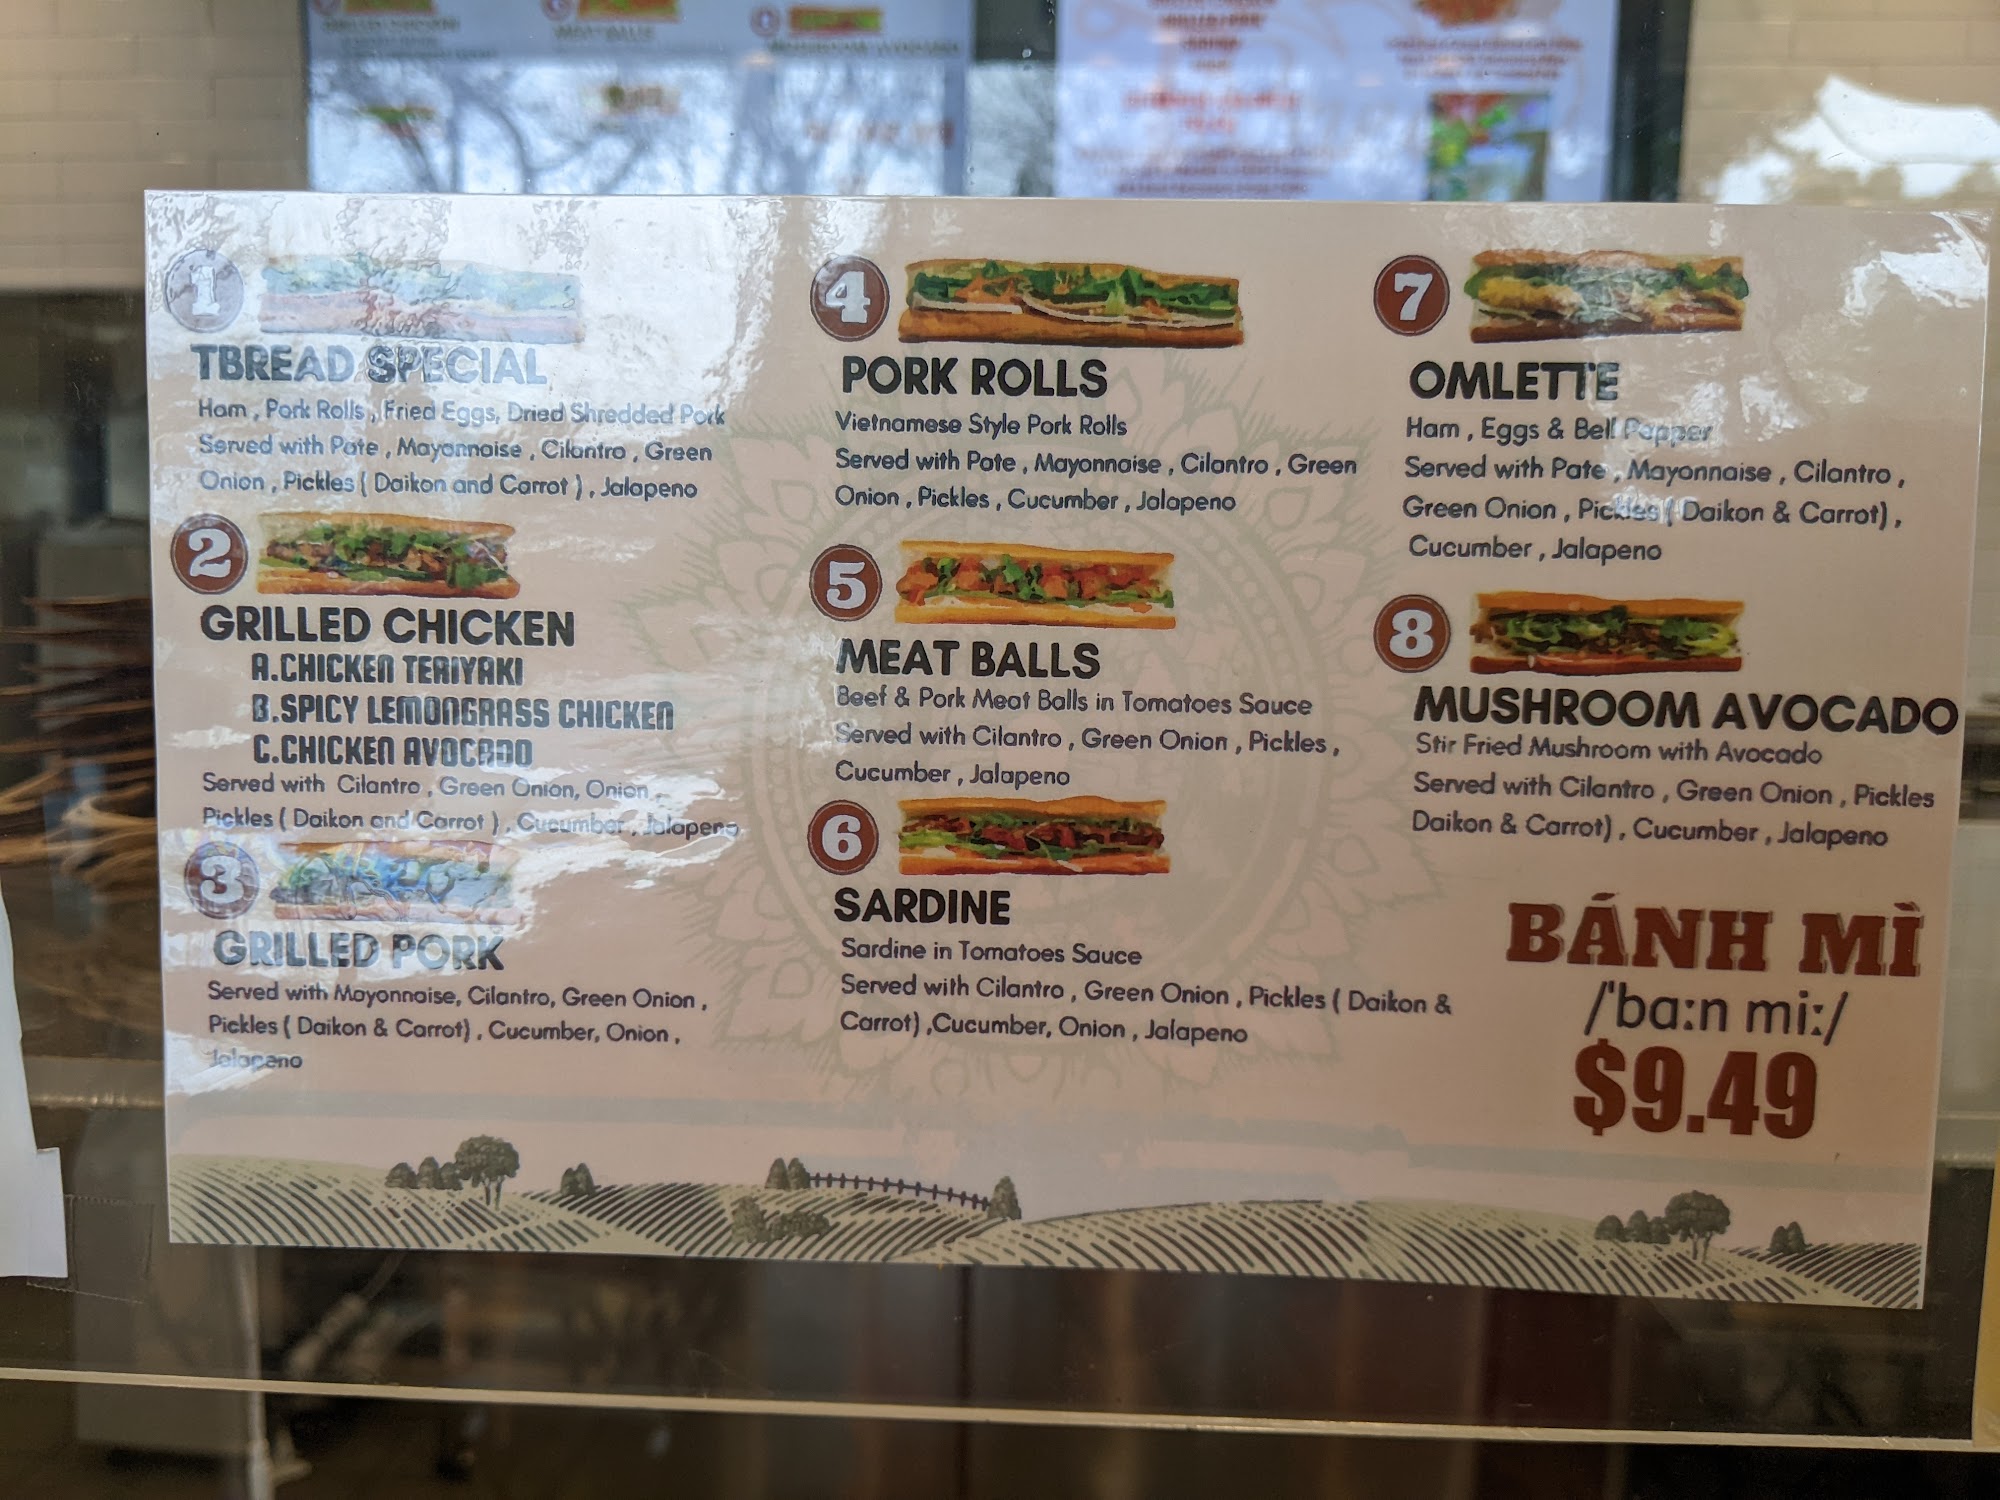 GRILLED CHICKEN
MEAT BALLS
MUSHROOM AVOCADO
1
TBREAD SPECIAL
Ham , Pork Rolls , Fried Eggs, Dried Shredded Pork
Served with Pate , Mayonnaise , Cilantro , Green
Onion , Pickles ( Daikon and Carrot ) , Jalapeno
2
GRILLED CHICKEN
A.CHICKEN TERIYAKI
B.SPICY LEMONGRASS CHICKEN
C.CHICKEN AVOCADO
Served with Cilantro , Green Onion, Onion ,
Pickles ( Daikon and Carrot ) , Cucumber , Jalapeno
3
GRILLED PORK
Served with Mayonnaise, Cilantro, Green Onion ,
Pickles ( Daikon & Carrot) , Cucumber, Onion ,
Jalapeno
4
PORK ROLLS
Vietnamese Style Pork Rolls
Served with Pate , Mayonnaise , Cilantro , Green
Onion , Pickles , Cucumber , Jalapeno
5
MEAT BALLS
Beef & Pork Meat Balls in Tomatoes Sauce
Served with Cilantro , Green Onion , Pickles ,
Cucumber , Jalapeno
6
SARDINE
Sardine in Tomatoes Sauce
Served with Cilantro , Green Onion , Pickles ( Daikon &
Carrot) ,Cucumber, Onion , Jalapeno
7
OMLETTE
Ham , Eggs & Bell Papper
Served with Pate , Mayonnaise , Cilantro ,
Green Onion , Pickles ( Daikon & Carrot) ,
Cucumber , Jalapeno
8
MUSHROOM AVOCADO
Stir Fried Mushroom with Avocado
Served with Cilantro , Green Onion , Pickles
Daikon & Carrot) , Cucumber , Jalapeno
BÁNH MÌ
/'ba:n mi:/
$9.49